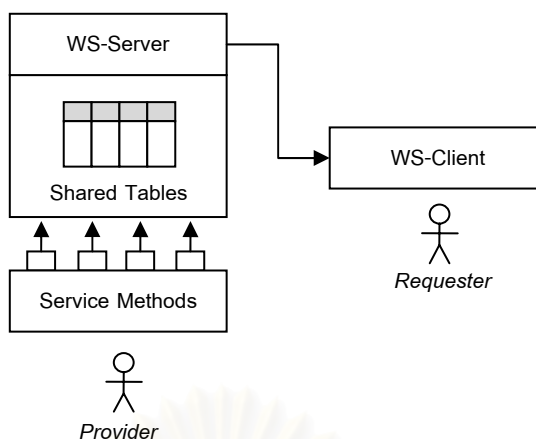 WS-Server
Shared Tables
WS-Client
Requester
Service Methods
Provider